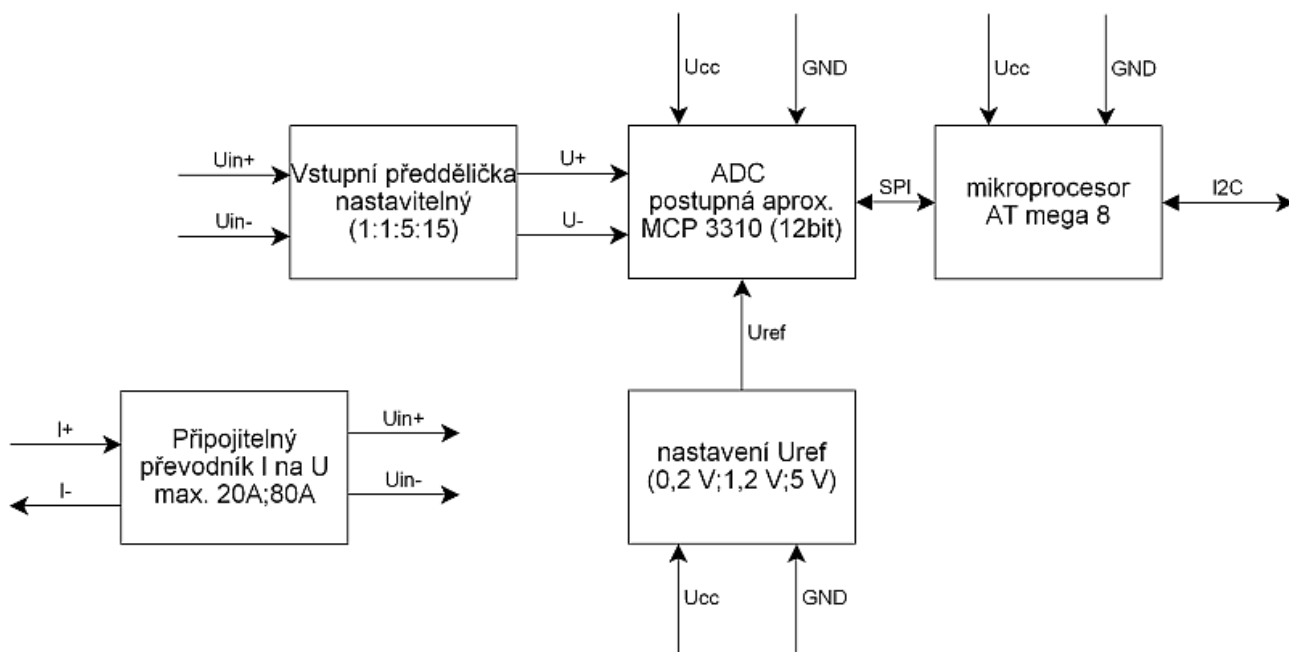 Ucc
GND
Ucc
GND
Uin+
Uin-
Vstupní předdělička
nastavitelný
(1:1:5:15)
U+
U-
ADC
postupná aprox.
MCP 3310 (12bit)
SPI
mikroprocesor
AT mega 8
I2C
Uref
I+
I-
Připojitelný
převodník I na U
max. 20A;80A
Uin+
Uin-
nastavení Uref
(0,2 V;1,2 V;5 V)
Ucc
GND